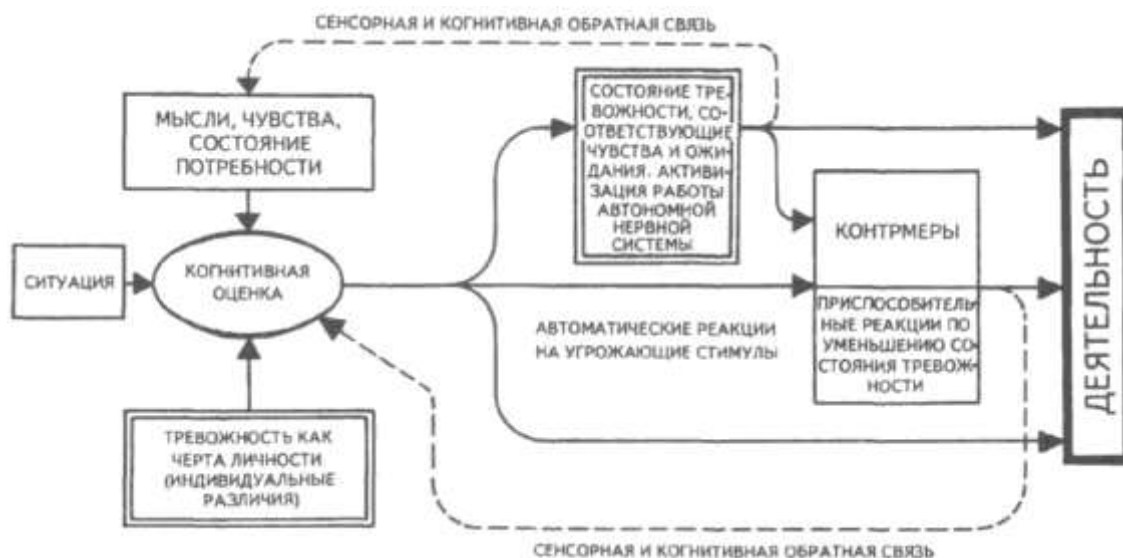 СЕНСОРНАЯ И КОГНИТИВНАЯ ОБРАТНАЯ СВЯЗЬ
МЫСЛИ, ЧУВСТВА,
СОСТОЯНИЕ
ПОТРЕБНОСТИ
СОСТОЯНИЕ ТРЕ-
ВОЖНОСТИ, СО-
ОТВЕТСТВУЮЩИЕ
ЧУВСТВА И ОЖИ-
ДАНИЯ. АКТИВИ-
ЗАЦИЯ РАБОТЫ
АВТОНОМНОЙ
НЕРВНОЙ
СИСТЕМЫ
СИТУАЦИЯ
КОГНИТИВНАЯ
ОЦЕНКА
КОНТРМЕРЫ
ПРИСПОСОБИТЕЛЬ-
НЫЕ РЕАКЦИИ ПО
УМЕНЬШЕНИЮ СО-
СТОЯНИЯ ТРЕВОЖ-
НОСТИ
АВТОМАТИЧЕСКИЕ РЕАКЦИИ
НА УГРОЖАЮЩИЕ СТИМУЛЫ
ДЕЯТЕЛЬНОСТЬ
ТРЕВОЖНОСТЬ КАК
ЧЕРТА ЛИЧНОСТИ
(ИНДИВИДУАЛЬНЫЕ
РАЗЛИЧИЯ)
СЕНСОРНАЯ И КОГНИТИВНАЯ ОБРАТНАЯ СВЯЗЬ